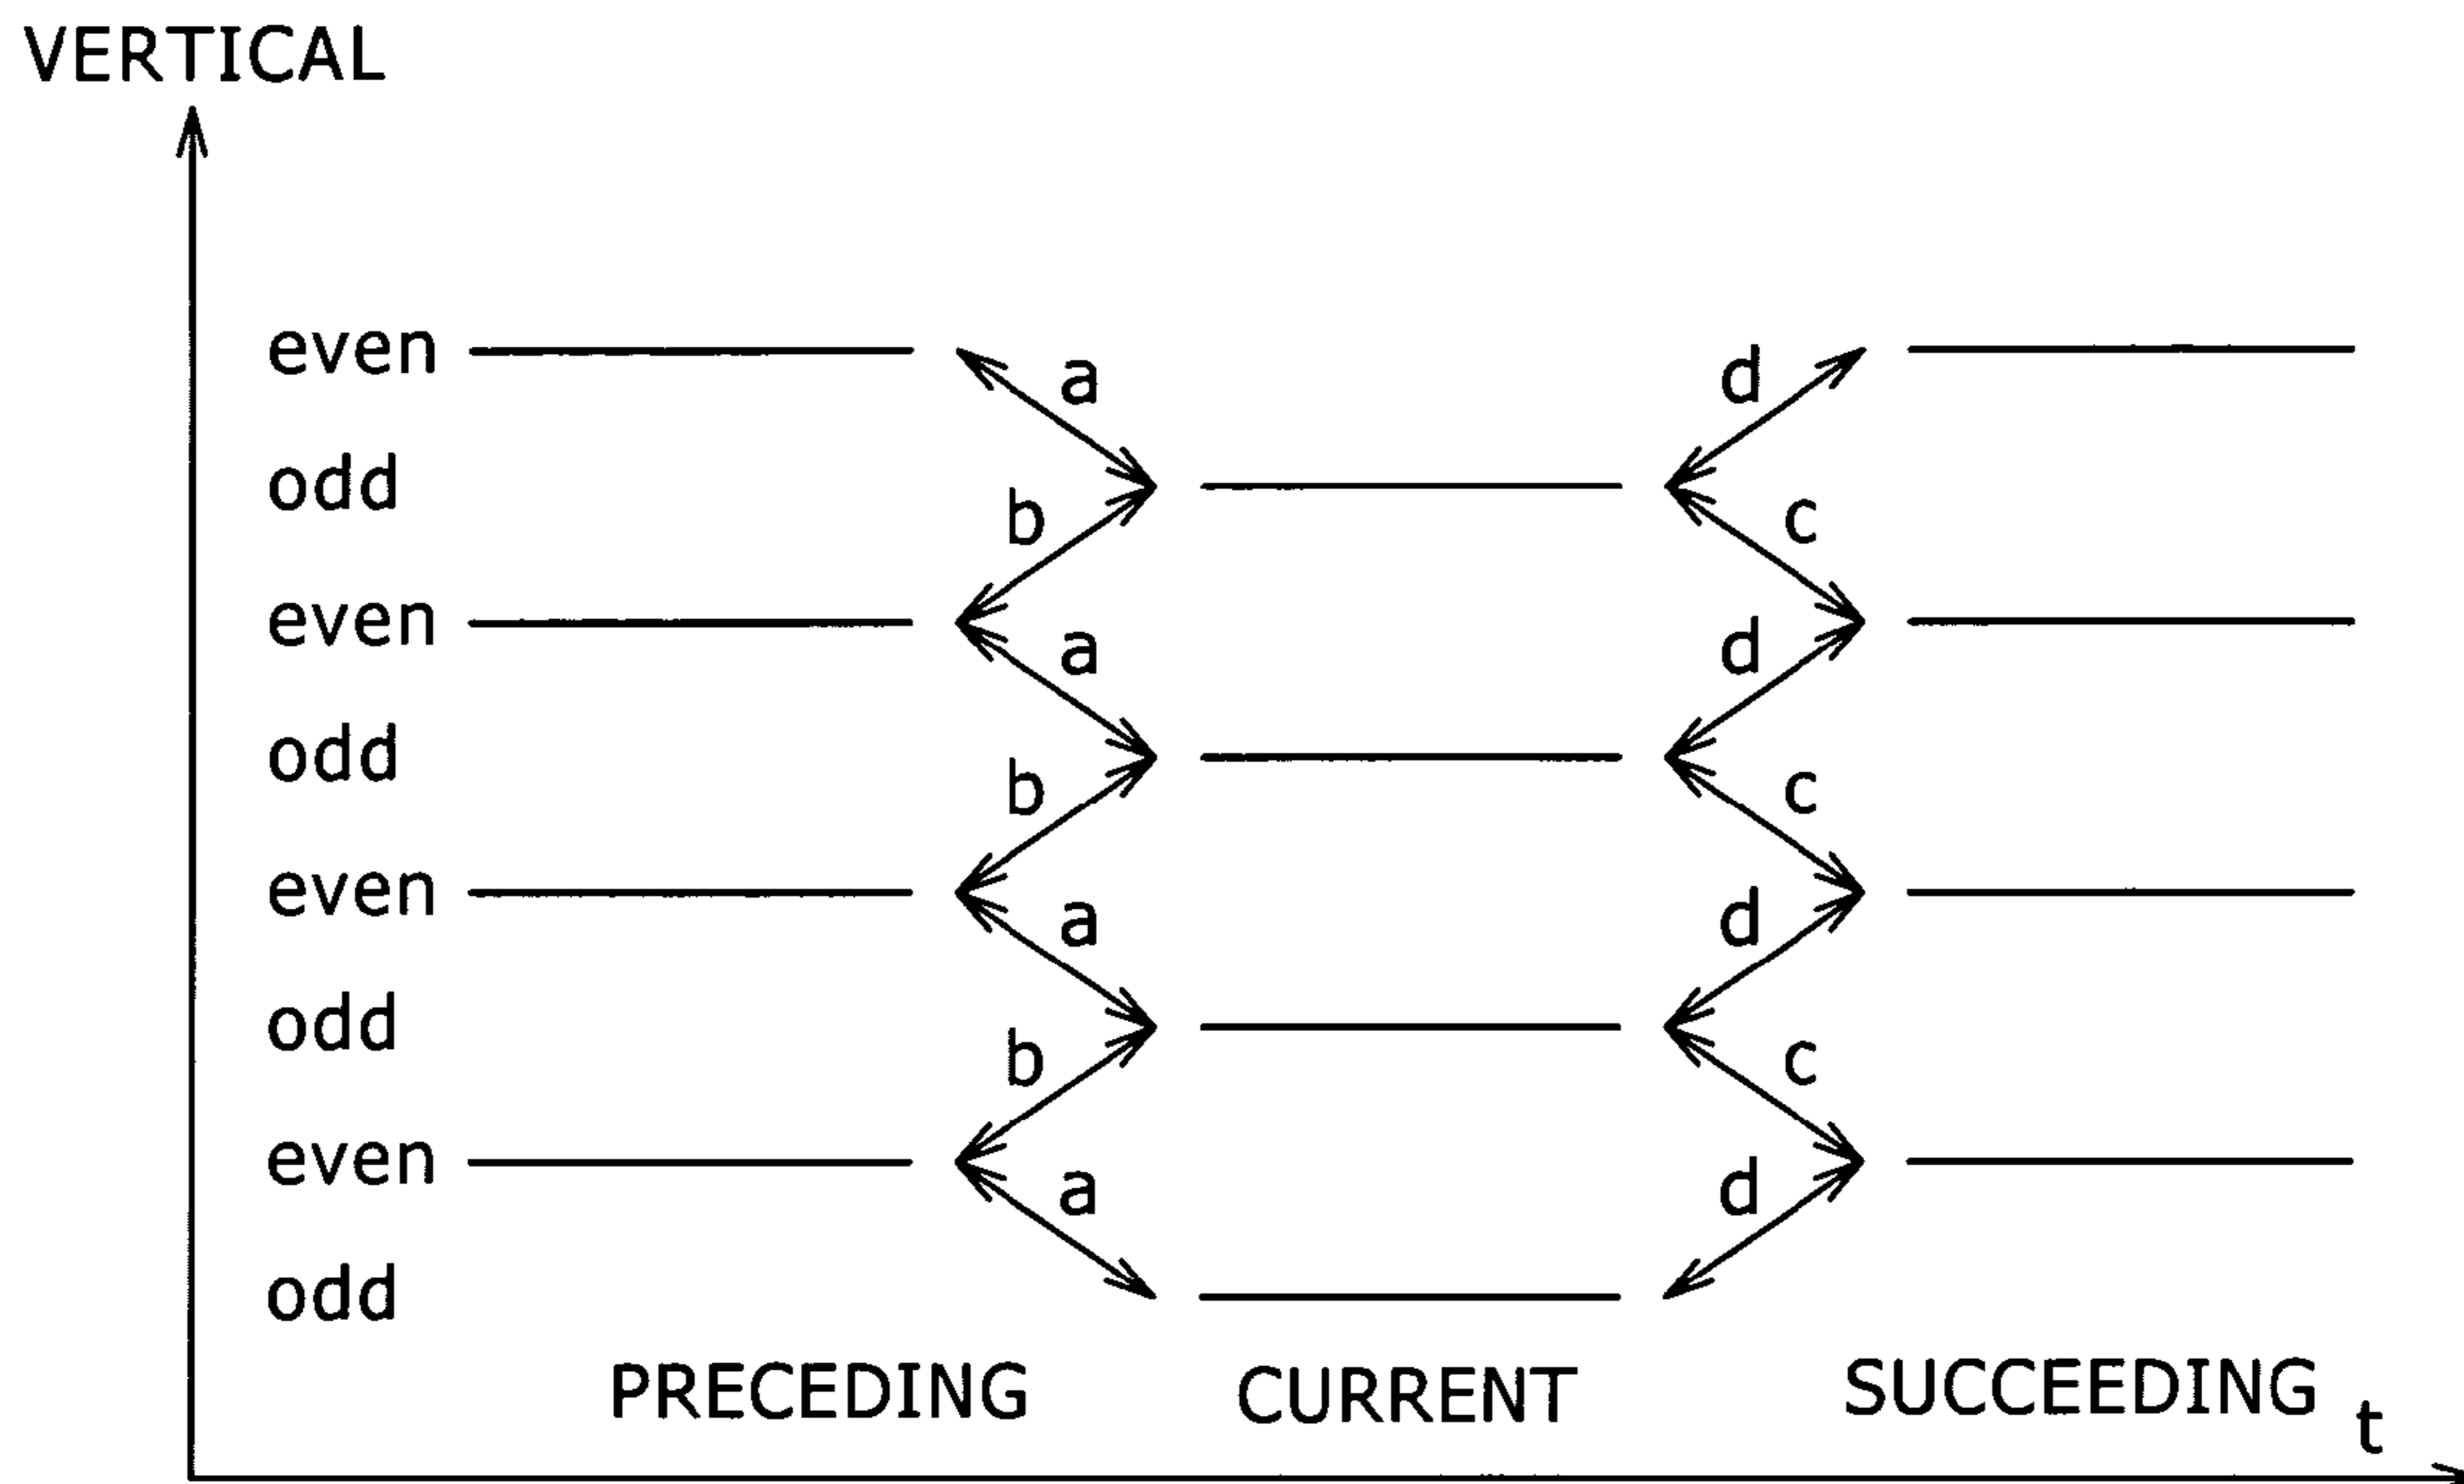 VERTICAL
even
a
d
odd
b
c
even
a
d
odd
b
c
even
a
d
odd
b
c
even
a
d
odd
PRECEDING CURRENT SUCCEEDING t